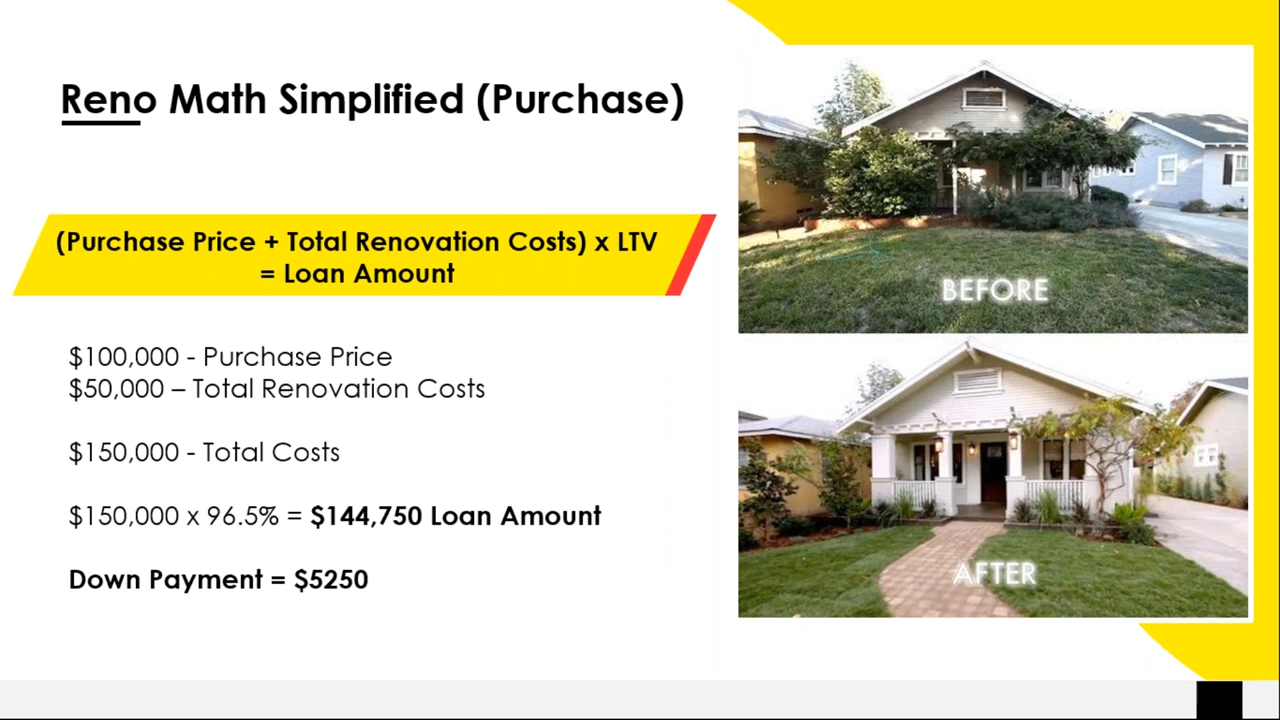 Reno Math Simplified (Purchase)
(Purchase Price + Total Renovation Costs) x LTV
= Loan Amount
$100,000 - Purchase Price
$50,000 – Total Renovation Costs
$150,000 - Total Costs
$150,000 x 96.5% = $144,750 Loan Amount
Down Payment = $5250
BEFORE
AFTER